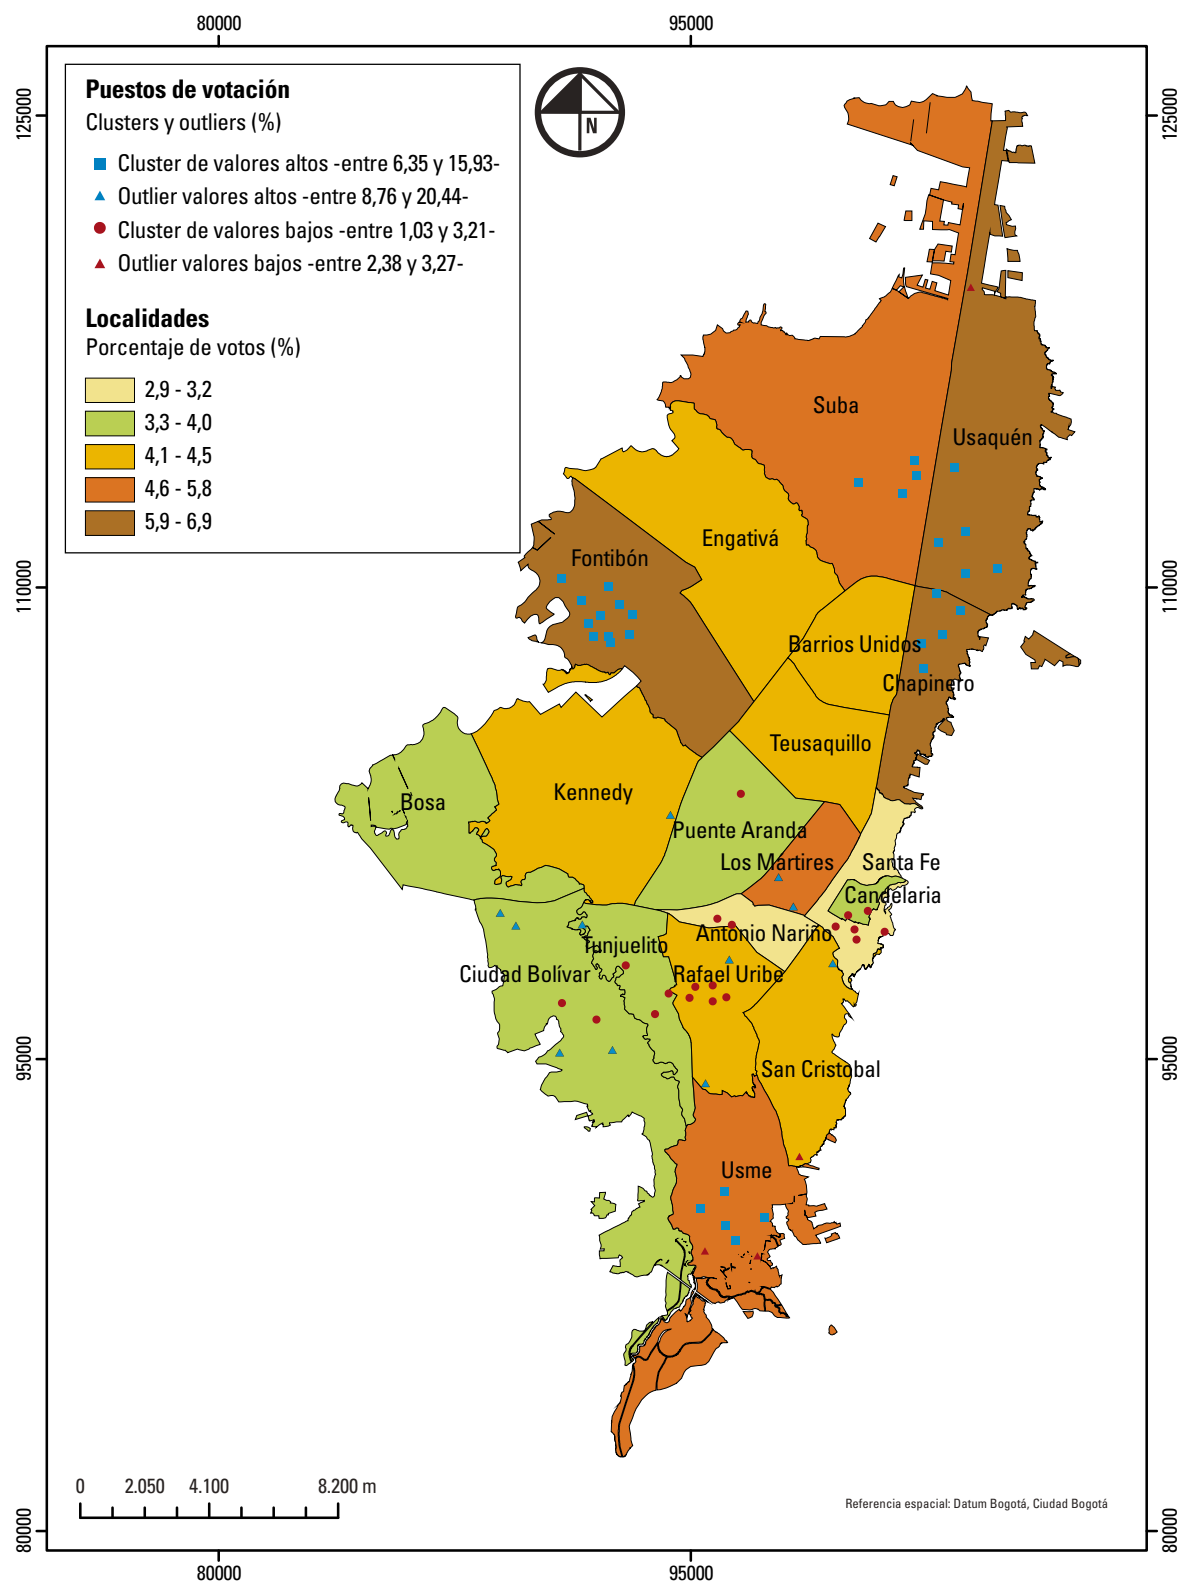 80000
95000
125000
125000
Puestos de votación
Clusters y outliers (%)
Cluster de valores altos -entre 6,35 y 15,93-
Outlier valores altos -entre 8,76 y 20,44-
Cluster de valores bajos -entre 1,03 y 3,21-
Outlier valores bajos -entre 2,38 y 3,27-
N
Localidades
Porcentaje de votos (%)
2,9 - 3,2
3,3 - 4,0
4,1 - 4,5
4,6 - 5,8
5,9 - 6,9
Suba
Usaquén
Engativá
Fontibón
110000
110000
Barrios Unidos
Chapinero
Teusaquillo
Kennedy
Bosa
Puente Aranda
Los Martires
Santa Fe
Candelaria
Antonio Nariño
Tunjuelito
Ciudad Bolívar
Rafael Uribe
95000
95000
San Cristobal
Usme
0 2.050 4.100 8.200 m
Referencia espacial: Datum Bogotá, Ciudad Bogotá
80000
80000
80000
95000